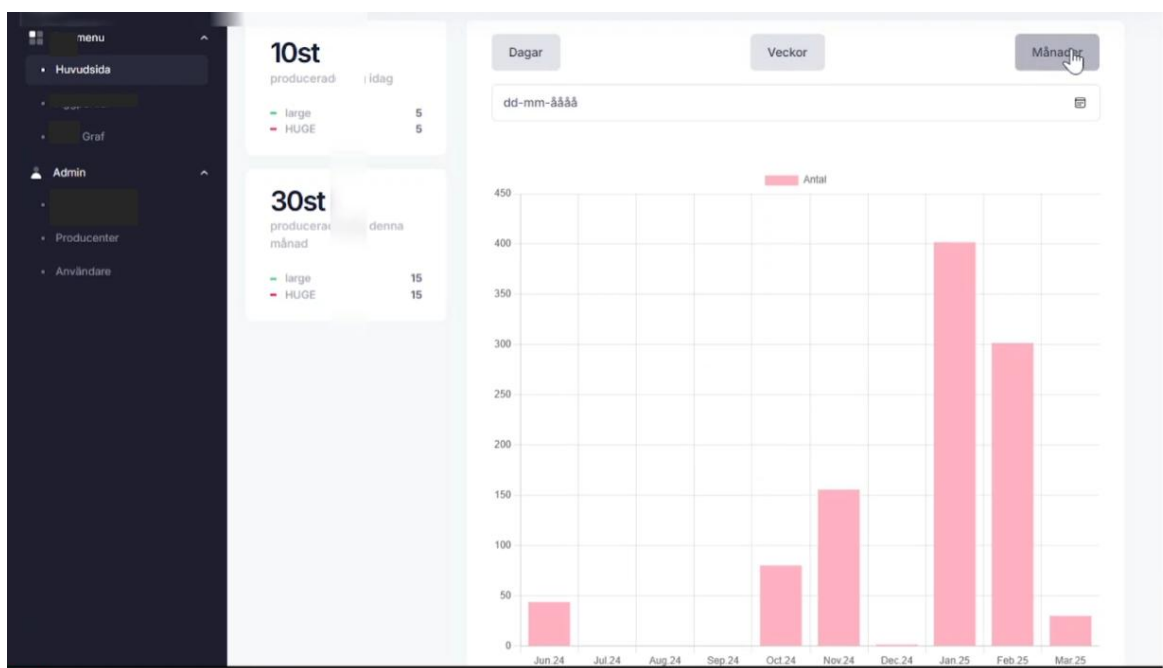 menu
Huvudsida
Graf
Admin
Producenter
Användare
10st
idag
large 5
HUGE 5
30st
denna
månad
large 15
HUGE 15
Dagar Veckor Månader
dd-mm-åååå
Antal
450
400
350
300
250
200
150
100
50
0
Jun.24 Jul.24 Aug.24 Sep.24 Oct.24 Nov.24 Dec.24 Jan.25 Feb.25 Mar.25